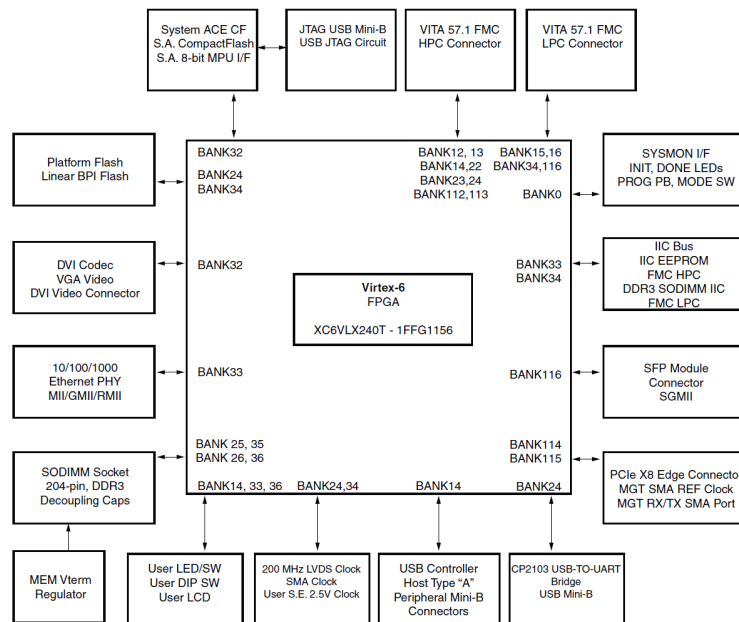 System ACE CF
S.A. CompactFlash
S.A. 8-bit MPU I/F
JTAG USB Mini-B
USB JTAG Circuit
VITA 57.1 FMC
HPC Connector
VITA 57.1 FMC
LPC Connector
Platform Flash
Linear BPI Flash
BANK32
BANK24
BANK34
BANK12, 13
BANK14,22
BANK23,24
BANK112,113
BANK15,16
BANK34,116
BANK0
SYSMON I/F
INIT, DONE LEDs
PROG PB, MODE SW
DVI Codec
VGA Video
DVI Video Connector
BANK32
Virtex-6
FPGA
XC6VLX240T - 1FFG1156
BANK33
BANK34
IIC Bus
IIC EEPROM
FMC HPC
DDR3 SODIMM IIC
FMC LPC
10/100/1000
Ethernet PHY
MII/GMII/RMII
BANK33
BANK116
SFP Module
Connector
SGMII
SODIMM Socket
204-pin, DDR3
Decoupling Caps
BANK 25, 35
BANK 26, 36
BANK114
BANK115
PCIe X8 Edge Connector
MGT SMA REF Clock
MGT RX/TX SMA Port
BANK14, 33, 36
BANK24,34
BANK14
BANK24
MEM Vterm
Regulator
User LED/SW
User DIP SW
User LCD
200 MHz LVDS Clock
SMA Clock
User S.E. 2.5V Clock
USB Controller
Host Type “A”
Peripheral Mini-B
Connectors
CP2103 USB-TO-UART
Bridge
USB Mini-B